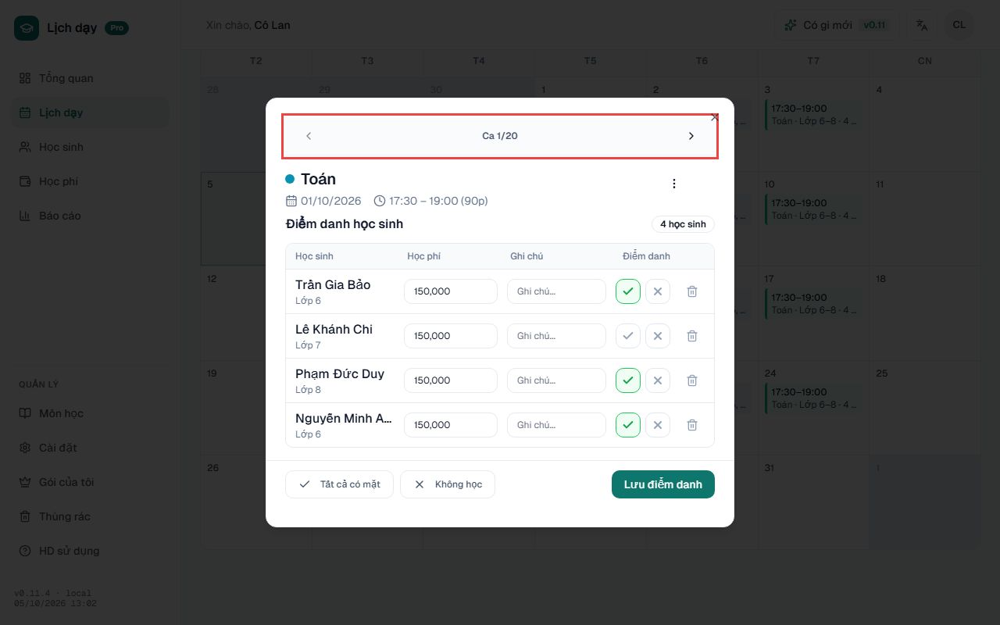 Lịch dạy Pro
Xin chào, Cô Lan
Có gì mới v0.11
CL
Tổng quan
Lịch dạy
Học sinh
Học phí
Báo cáo
QUẢN LÝ
Môn học
Cài đặt
Gói của tôi
Thùng rác
HD sử dụng
v0.11.4 · local
05/10/2026 13:02
T2 T3 T4 T5 T6 T7 CN
28 29 30 1 2 3 4
17:30–19:00
Toán · Lớp 6–8 · 4 ...
5 10 11
17:30–19:00
Toán · Lớp 6–8 · 4 ...
12 17 18
17:30–19:00
Toán · Lớp 6–8 · 4 ...
19 24 25
17:30–19:00
Toán · Lớp 6–8 · 4 ...
26 31 1
Ca 1/20
Toán
01/10/2026 17:30 – 19:00 (90p)
Điểm danh học sinh 4 học sinh
Học sinh Học phí Ghi chú Điểm danh
Trần Gia Bảo 150,000 Ghi chú...
Lớp 6
Lê Khánh Chi 150,000 Ghi chú...
Lớp 7
Phạm Đức Duy 150,000 Ghi chú...
Lớp 8
Nguyễn Minh A... 150,000 Ghi chú...
Lớp 6
Tất cả có mặt Không học Lưu điểm danh